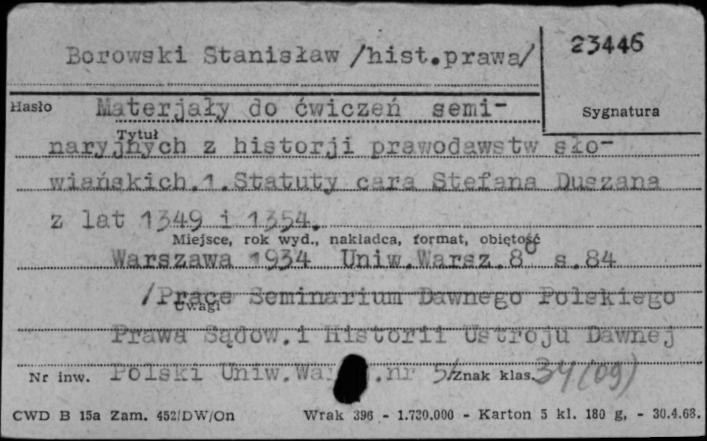 Borowski Stanisław /hist.prawa/
23446
Hasło
Materjały do ćwiczeń semi-
Sygnatura
Tytuł
naryjnych z historji prawodawstw sło-
wiańskich.1.Statuty cara Stefana Duszana
z lat 1349 i 1354.
Miejsce, rok wyd., nakładca, format, objętość
Warszawa 1934 Uniw.Warsz.8° s.84
/Prace Seminarium Dawnego Polskiego
Uwagi
Prawa Sądow.i Historii Ustroju Dawnej
Nr inw. Polski Uniw. nr 5/ Znak klas. 34(09)
CWD B 15a Zam. 452/DW/On Wrak 396 - 1.730.000 - Karton 5 kl. 180 g, - 30.4.68.